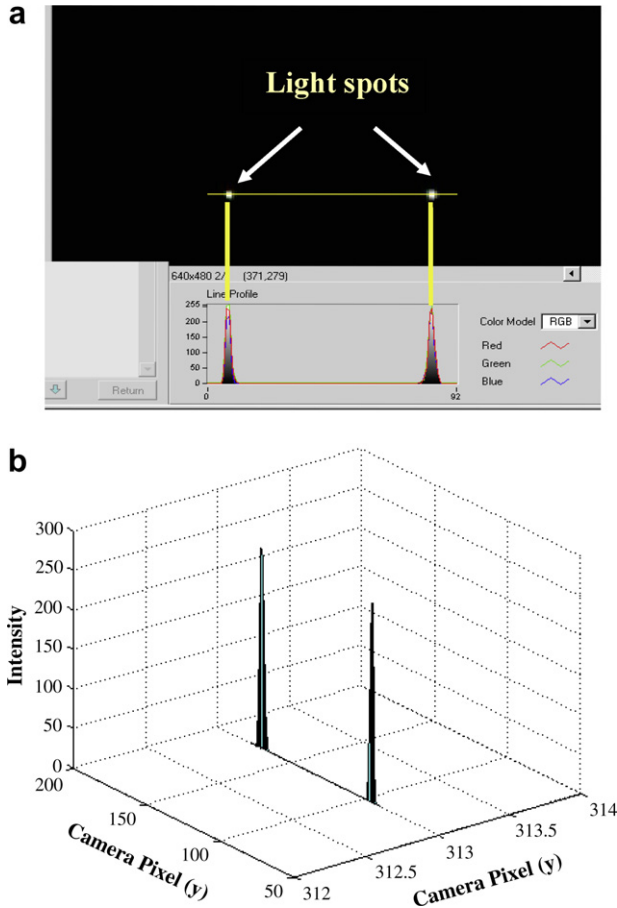 a
Light spots
640x480 2/ (371,279)
Line Profile
255
200
150
100
50
0
0
92
Color Model RGB
Red
Green
Blue
Return
b
300
250
200
150
100
50
0
Intensity
200
150
100
50
Camera Pixel (y)
312
312.5
313
313.5
314
Camera Pixel (y)